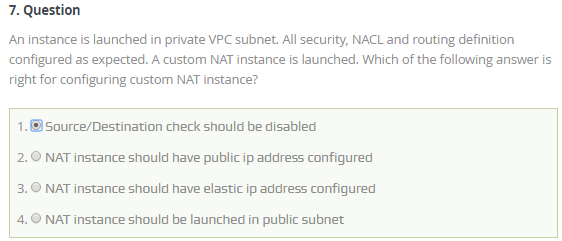 7. Question
An instance is launched in private VPC subnet. All security, NACL and routing definition
configured as expected. A custom NAT instance is launched. Which of the following answer is
right for configuring custom NAT instance?
1. Source/Destination check should be disabled
2. NAT instance should have public ip address configured
3. NAT instance should have elastic ip address configured
4. NAT instance should be launched in public subnet